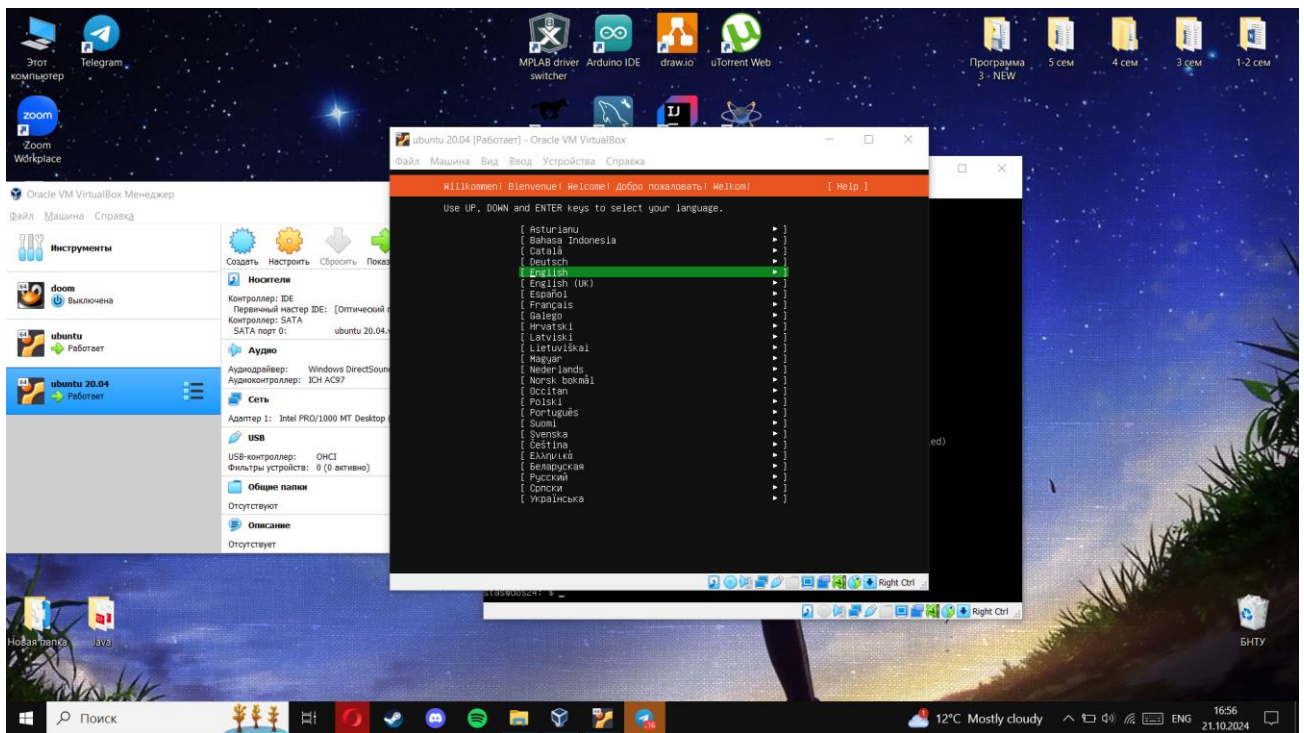 Этот компьютер
Telegram
MPLAB driver switcher
Arduino IDE
draw.io
uTorrent Web
Программа 3 - NEW
5 сем
4 сем
3 сем
1-2 сем
zoom
Zoom Workplace
Oracle VM VirtualBox Менеджер
Файл Машина Справка
Инструменты
Создать Настроить Сбросить
doom
Выключена
ubuntu
Работает
ubuntu 20.04
Работает
Носители
Контроллер: IDE
Первичный мастер IDE: [Оптический
Контроллер: SATA
SATA порт 0: ubuntu 20.04.
Аудио
Аудиодрайвер: Windows DirectSoun
Аудиоконтроллер: ICH AC97
Сеть
Адаптер 1: Intel PRO/1000 MT Desktop (
USB
USB-контроллер: OHCI
Фильтры устройств: 0 (0 активно)
Общие папки
Отсутствуют
Описание
Отсутствует
ubuntu 20.04 [Работает] - Oracle VM VirtualBox
Файл Машина Вид Ввод Устройства Справка
Willkommen! Bienvenue! Welcome! Добро пожаловать! Welkom! [ Help ]
Use UP, DOWN and ENTER keys to select your language.
[ Asturianu ► ]
[ Bahasa Indonesia ► ]
[ Català ► ]
[ Deutsch ► ]
[ English ► ]
[ English (UK) ► ]
[ Español ► ]
[ Français ► ]
[ Galego ► ]
[ Hrvatski ► ]
[ Latviski ► ]
[ Lietuviškai ► ]
[ Magyar ► ]
[ Nederlands ► ]
[ Norsk bokmål ► ]
[ Occitan ► ]
[ Polski ► ]
[ Português ► ]
[ Suomi ► ]
[ Svenska ► ]
[ Čeština ► ]
[ Ελληνικά ► ]
[ Беларуская ► ]
[ Русский ► ]
[ Српски ► ]
[ Українська ► ]
Right Ctrl
ed)
Right Ctrl
Новая папка
Java
БНТУ
Поиск
12°C Mostly cloudy
ENG
16:56
21.10.2024